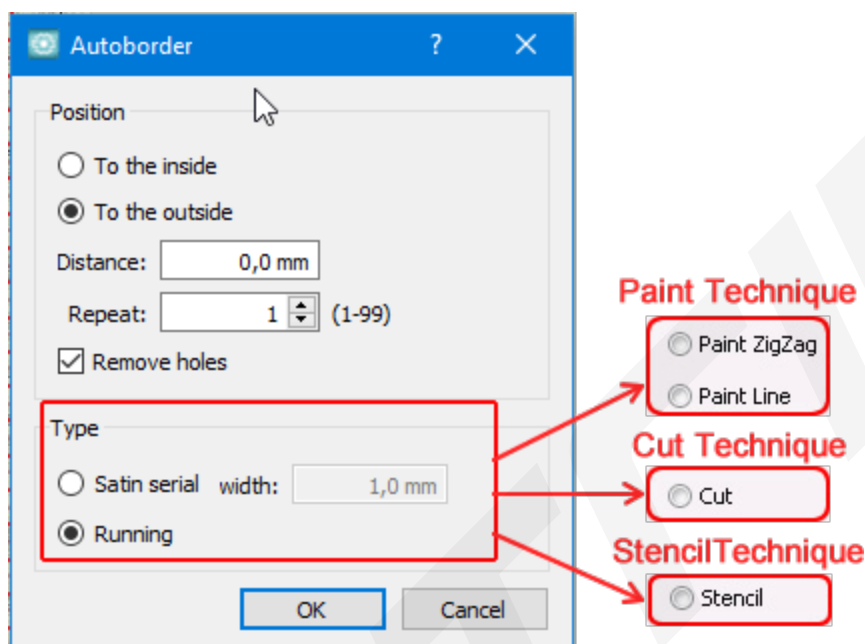 Autoborder ?
Position
To the inside
To the outside
Distance: 0,0 mm
Repeat: 1 (1-99)
Remove holes
Type
Satin serial width: 1,0 mm
Running
OK Cancel
Paint Technique
Paint ZigZag
Paint Line
Cut Technique
Cut
StencilTechnique
Stencil